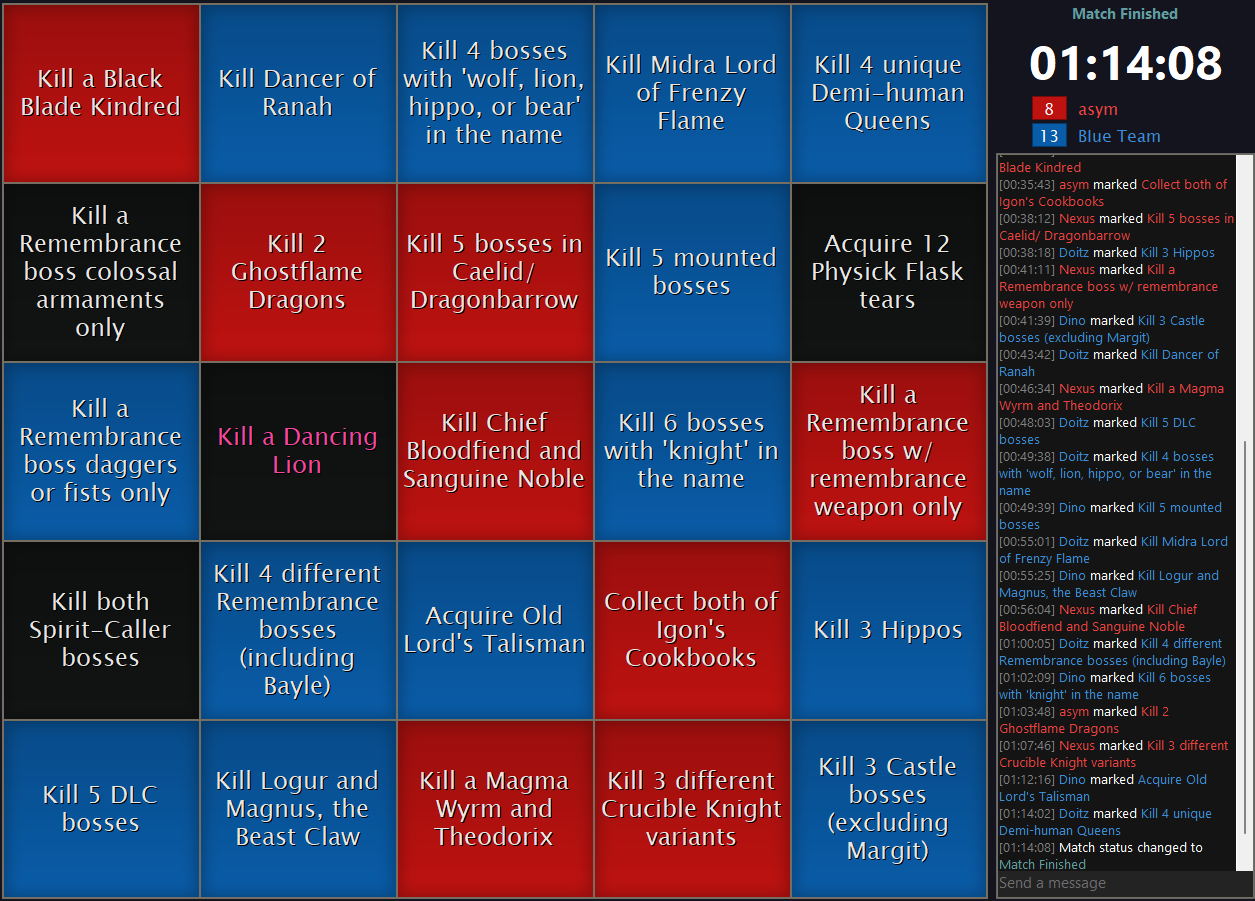 Kill a Black
Blade Kindred
Kill Dancer of
Ranah
Kill 4 bosses
with 'wolf, lion,
hippo, or bear'
in the name
Kill Midra Lord
of Frenzy
Flame
Kill 4 unique
Demi-human
Queens
Kill a
Remembrance
boss colossal
armaments
only
Kill 2
Ghostflame
Dragons
Kill 5 bosses in
Caelid/
Dragonbarrow
Kill 5 mounted
bosses
Acquire 12
Physick Flask
tears
Kill a
Remembrance
boss daggers
or fists only
Kill a Dancing
Lion
Kill Chief
Bloodfiend and
Sanguine Noble
Kill 6 bosses
with 'knight' in
the name
Kill a
Remembrance
boss w/
remembrance
weapon only
Kill both
Spirit-Caller
bosses
Kill 4 different
Remembrance
bosses
(including
Bayle)
Acquire Old
Lord's Talisman
Collect both of
Igon's
Cookbooks
Kill 3 Hippos
Kill 5 DLC
bosses
Kill Logur and
Magnus, the
Beast Claw
Kill a Magma
Wyrm and
Theodorix
Kill 3 different
Crucible Knight
variants
Kill 3 Castle
bosses
(excluding
Margit)
Match Finished
01:14:08
8 asym
13 Blue Team
Blade Kindred
[00:35:43] asym marked Collect both of
Igon's Cookbooks
[00:38:12] Nexus marked Kill 5 bosses in
Caelid/ Dragonbarrow
[00:38:18] Doitz marked Kill 3 Hippos
[00:41:11] Nexus marked Kill a
Remembrance boss w/ remembrance
weapon only
[00:41:39] Dino marked Kill 3 Castle
bosses (excluding Margit)
[00:43:42] Doitz marked Kill Dancer of
Ranah
[00:46:34] Nexus marked Kill a Magma
Wyrm and Theodorix
[00:48:03] Doitz marked Kill 5 DLC
bosses
[00:49:38] Doitz marked Kill 4 bosses
with 'wolf, lion, hippo, or bear' in the
name
[00:49:39] Dino marked Kill 5 mounted
bosses
[00:55:01] Doitz marked Kill Midra Lord
of Frenzy Flame
[00:55:25] Dino marked Kill Logur and
Magnus, the Beast Claw
[00:56:04] Nexus marked Kill Chief
Bloodfiend and Sanguine Noble
[01:00:05] Doitz marked Kill 4 different
Remembrance bosses (including Bayle)
[01:02:09] Dino marked Kill 6 bosses
with 'knight' in the name
[01:03:48] asym marked Kill 2
Ghostflame Dragons
[01:07:46] Nexus marked Kill 3 different
Crucible Knight variants
[01:12:16] Dino marked Acquire Old
Lord's Talisman
[01:14:02] Doitz marked Kill 4 unique
Demi-human Queens
[01:14:08] Match status changed to
Match Finished
Send a message